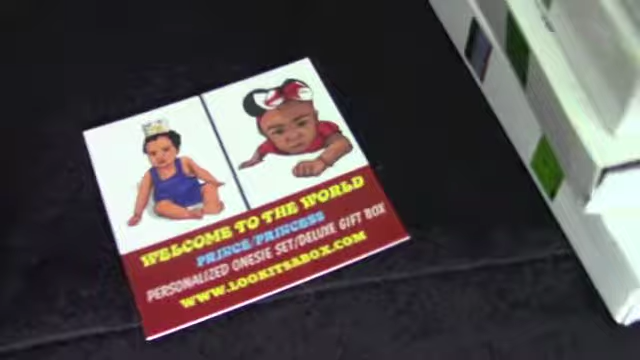 WELCOME TO THE WORLD
PRINCE/PRINCESS
PERSONALIZED ONESIE SET/DELUXE GIFT BOX
WWW.LOOKITSABOX.COM